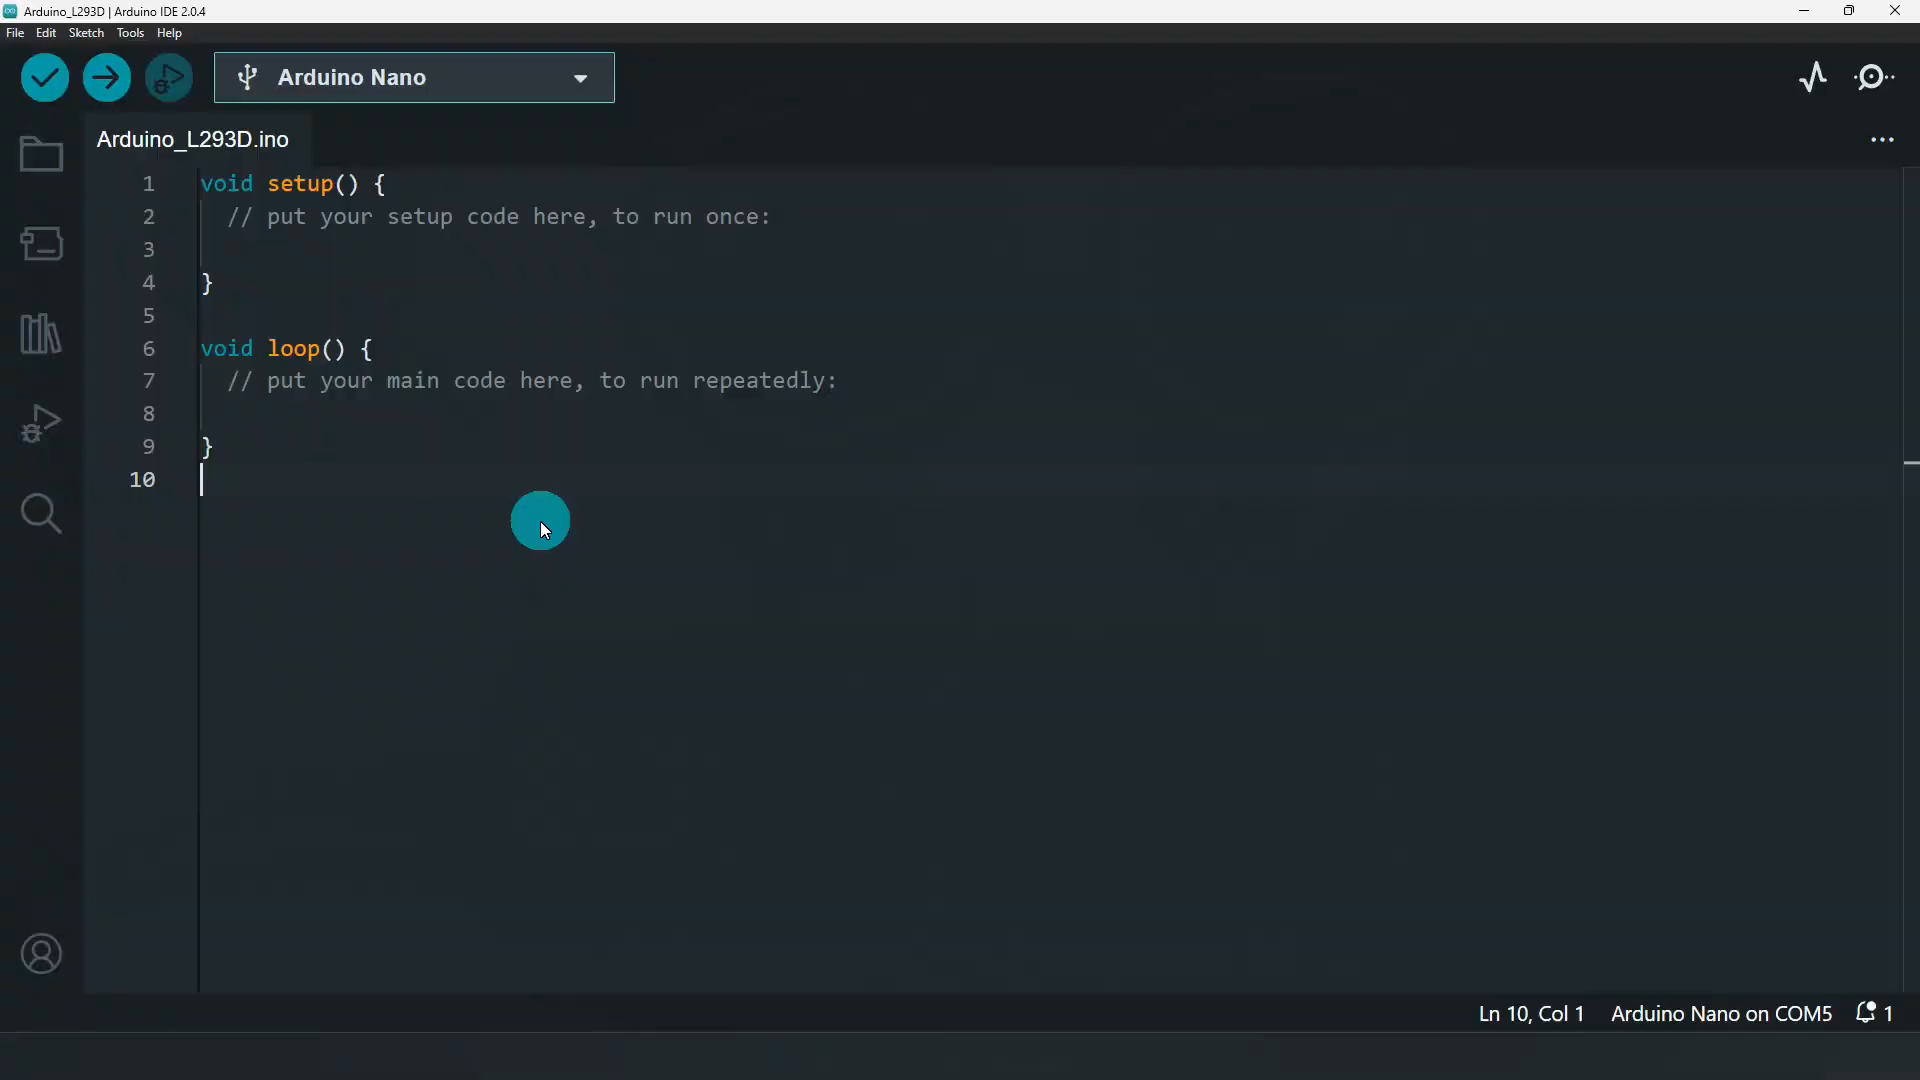 Arduino_L293D | Arduino IDE 2.0.4
File Edit Sketch Tools Help
Arduino Nano
Arduino_L293D.ino
1 void setup() {
2 // put your setup code here, to run once:
3
4 }
5
6 void loop() {
7 // put your main code here, to run repeatedly:
8
9 }
10
Ln 10, Col 1 Arduino Nano on COM5 1